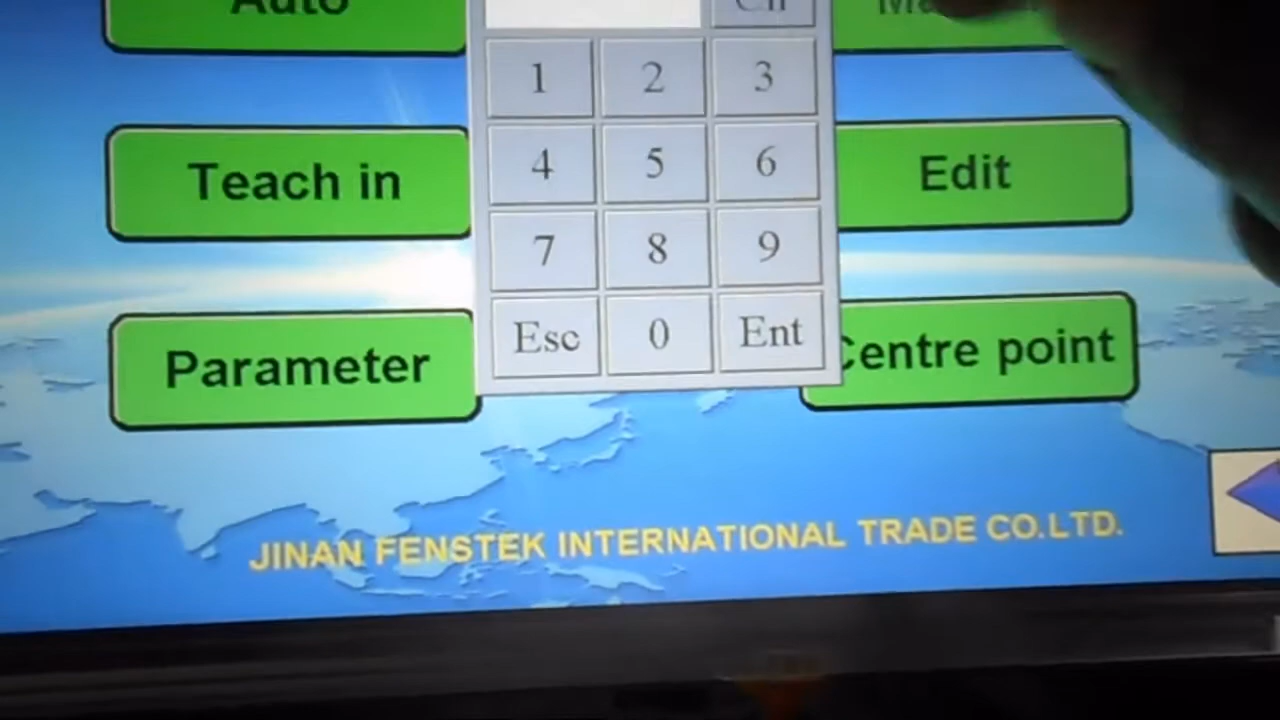 Auto
Clr
1 2 3
Teach in
4 5 6
Edit
7 8 9
Parameter
Esc 0 Ent
Centre point
JINAN FENSTEK INTERNATIONAL TRADE CO.LTD.